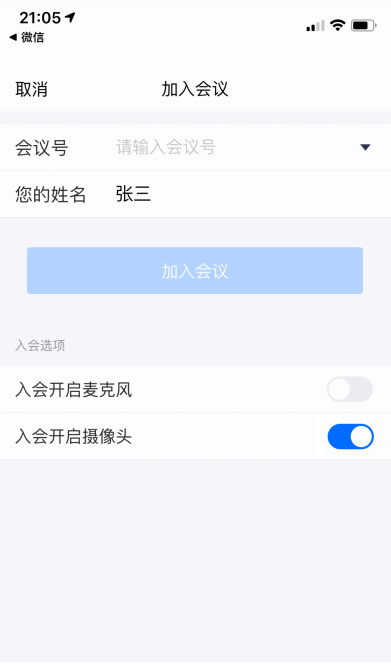 21:05
微信
取消
加入会议
会议号 请输入会议号
您的姓名 张三
加入会议
入会选项
入会开启麦克风
入会开启摄像头